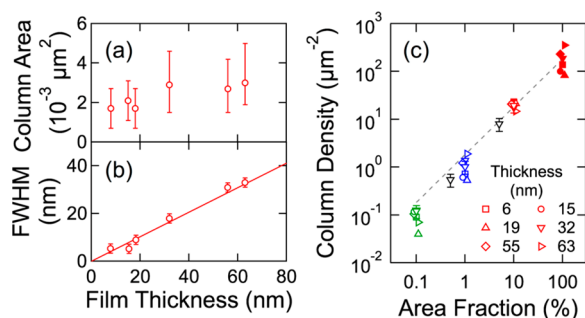 (a)
Column Area
(10⁻³ µm²)
4
2
0
(b)
FWHM
(nm)
40
20
0
0 20 40 60 80
Film Thickness (nm)
(c)
Column Density (µm⁻²)
10³
10²
10¹
10⁰
10⁻¹
10⁻²
Thickness
(nm)
6 15
19 32
55 63
0.1 1 10 100
Area Fraction (%)